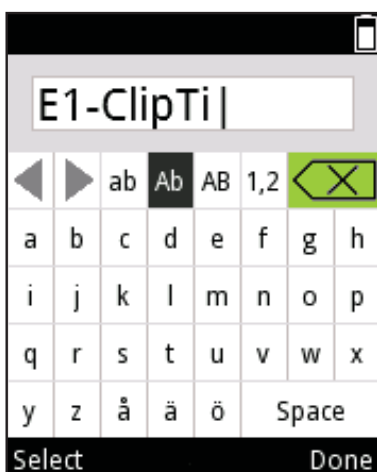 E1-ClipTi
ab Ab AB 1,2
a b c d e f g h
i j k l m n o p
q r s t u v w x
y z å ä ö Space
Select Done